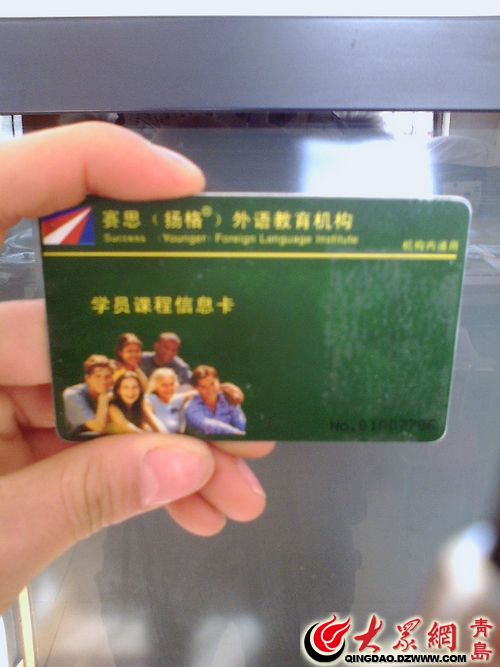 赛思（扬格®）外语教育机构
Success （Younger）Foreign Language Institute
机构内通用
学员课程信息卡
大眾網 青島
QINGDAO.DZWWW.COM